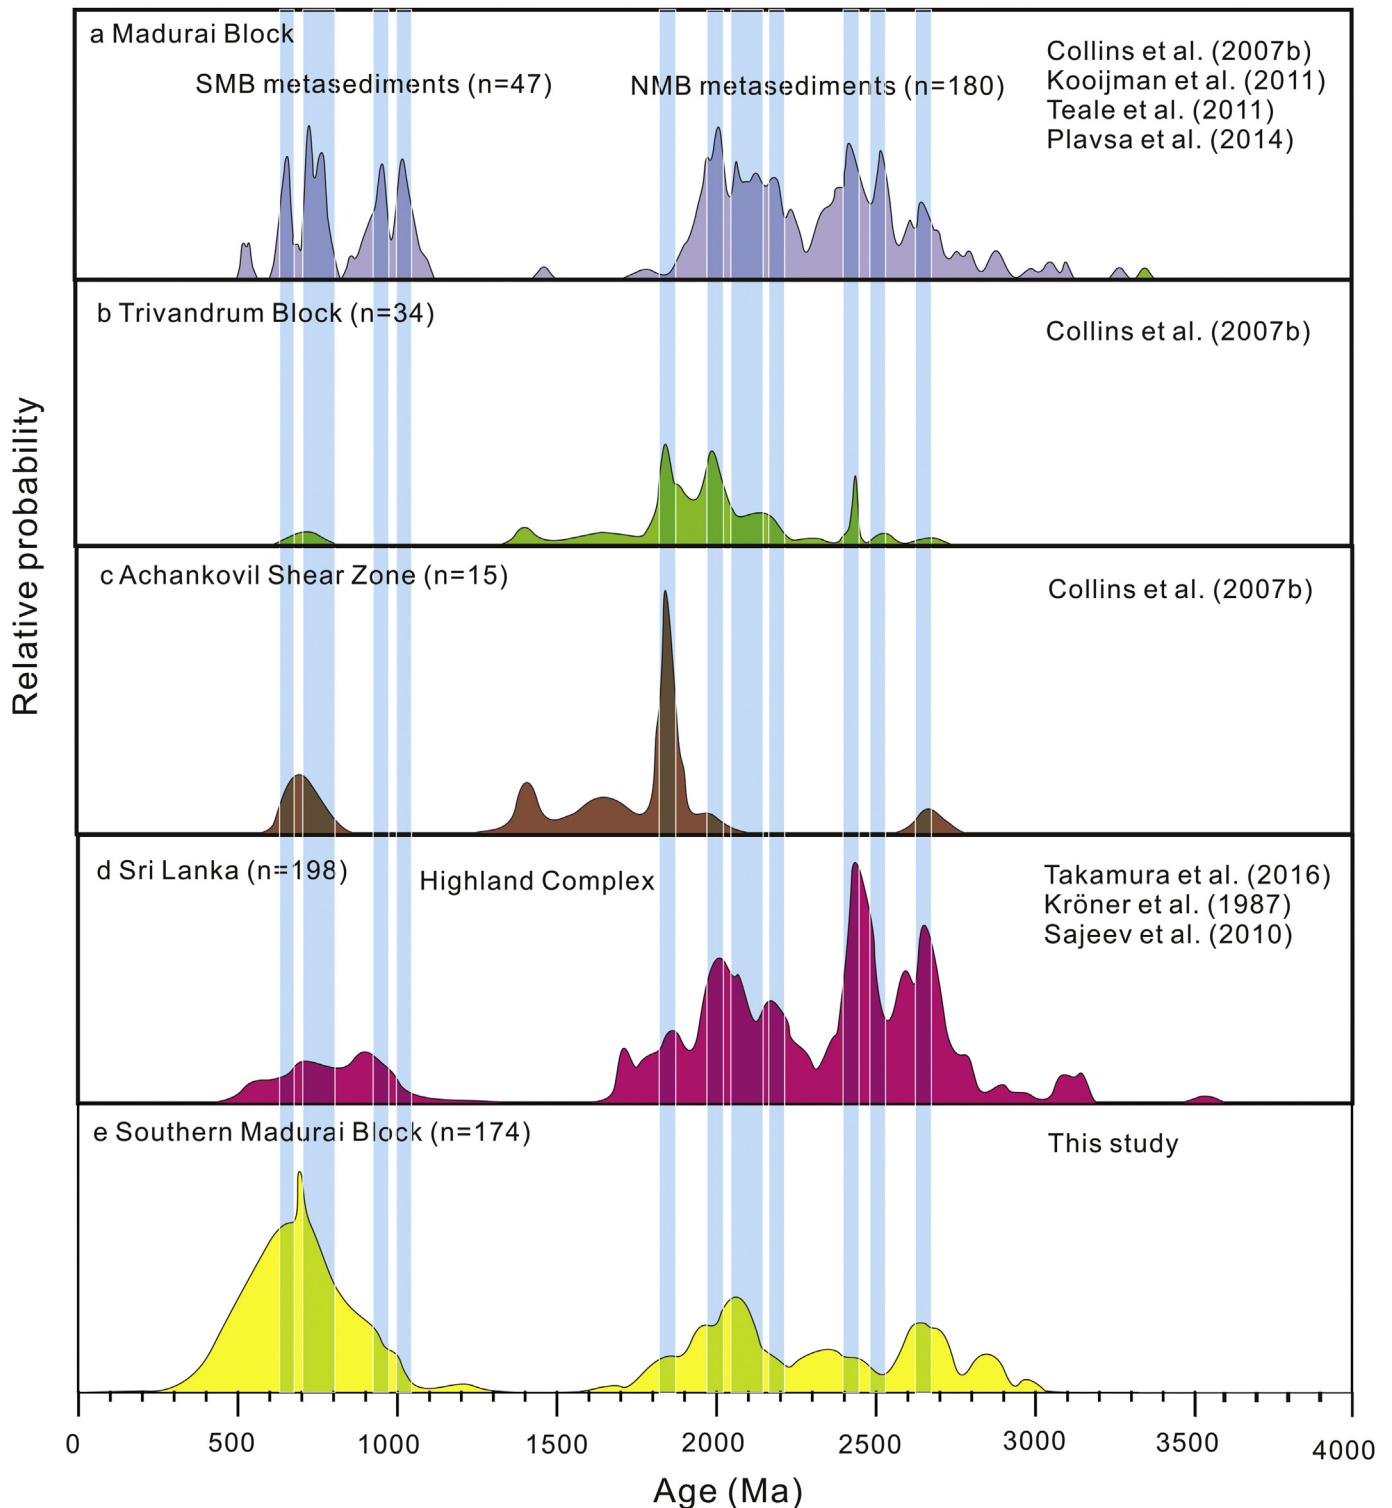 a Madurai Block
SMB metasediments (n=47)
NMB metasediments (n=180)
Collins et al. (2007b)
Kooijman et al. (2011)
Teale et al. (2011)
Plavsa et al. (2014)
b Trivandrum Block (n=34)
Collins et al. (2007b)
c Achankovil Shear Zone (n=15)
Collins et al. (2007b)
d Sri Lanka (n=198)
Highland Complex
Takamura et al. (2016)
Kröner et al. (1987)
Sajeev et al. (2010)
e Southern Madurai Block (n=174)
This study
Relative probability
0 500 1000 1500 2000 2500 3000 3500 4000
Age (Ma)